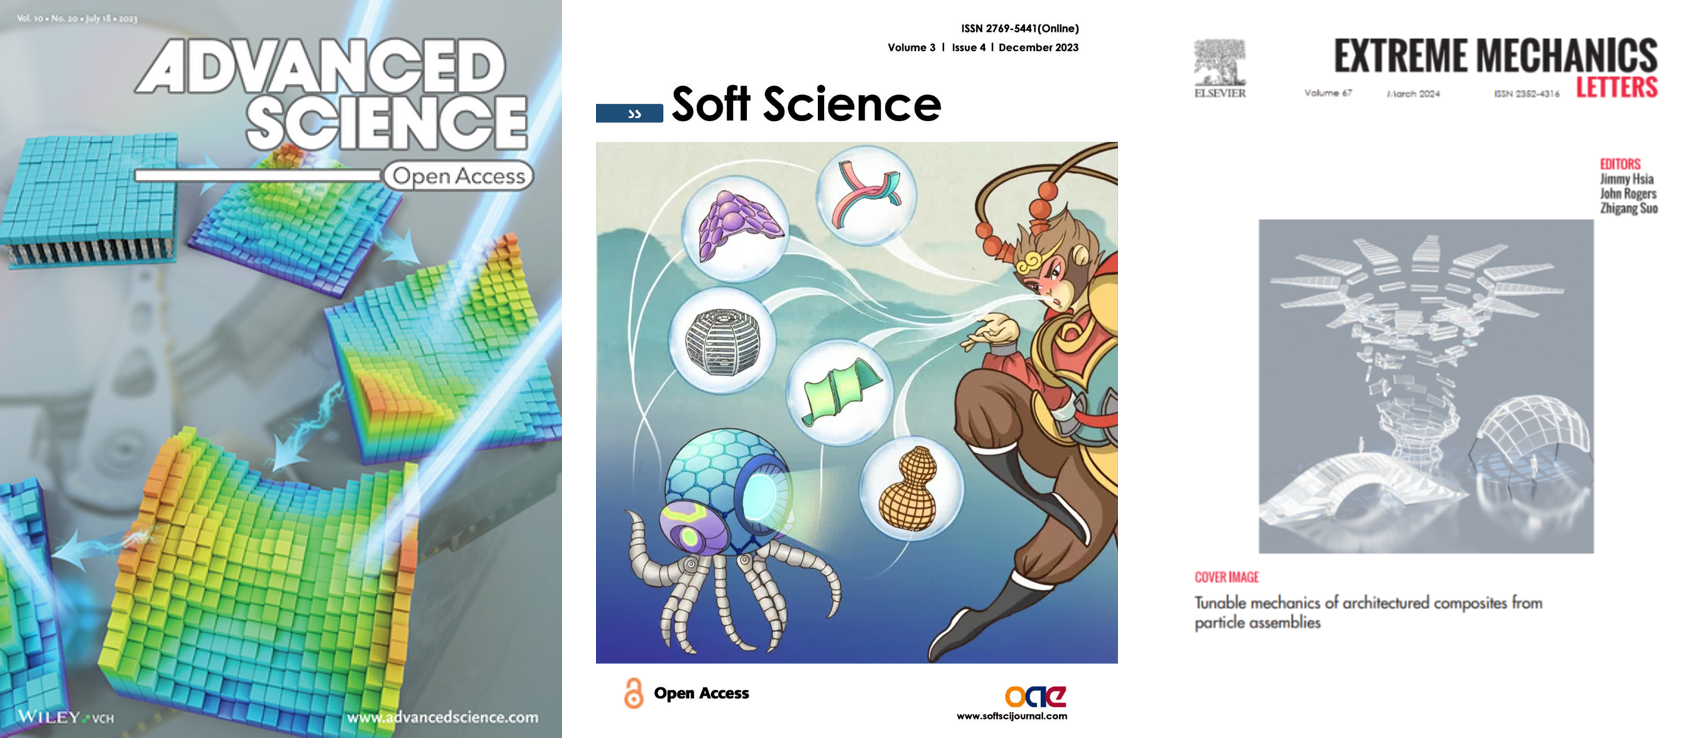 Vol. 10 • No. 20 • July 18 • 2023
ADVANCED
SCIENCE
Open Access
WILEY-VCH
www.advancedscience.com
ISSN 2769-5441(Online)
Volume 3 | Issue 4 | December 2023
Soft Science
Open Access
oae
www.softscijournal.com
ELSEVIER
EXTREME MECHANICS
LETTERS
Volume 67 March 2024 ISSN 2352-4316
EDITORS
Jimmy Hsia
John Rogers
Zhigang Suo
COVER IMAGE
Tunable mechanics of architectured composites from
particle assemblies